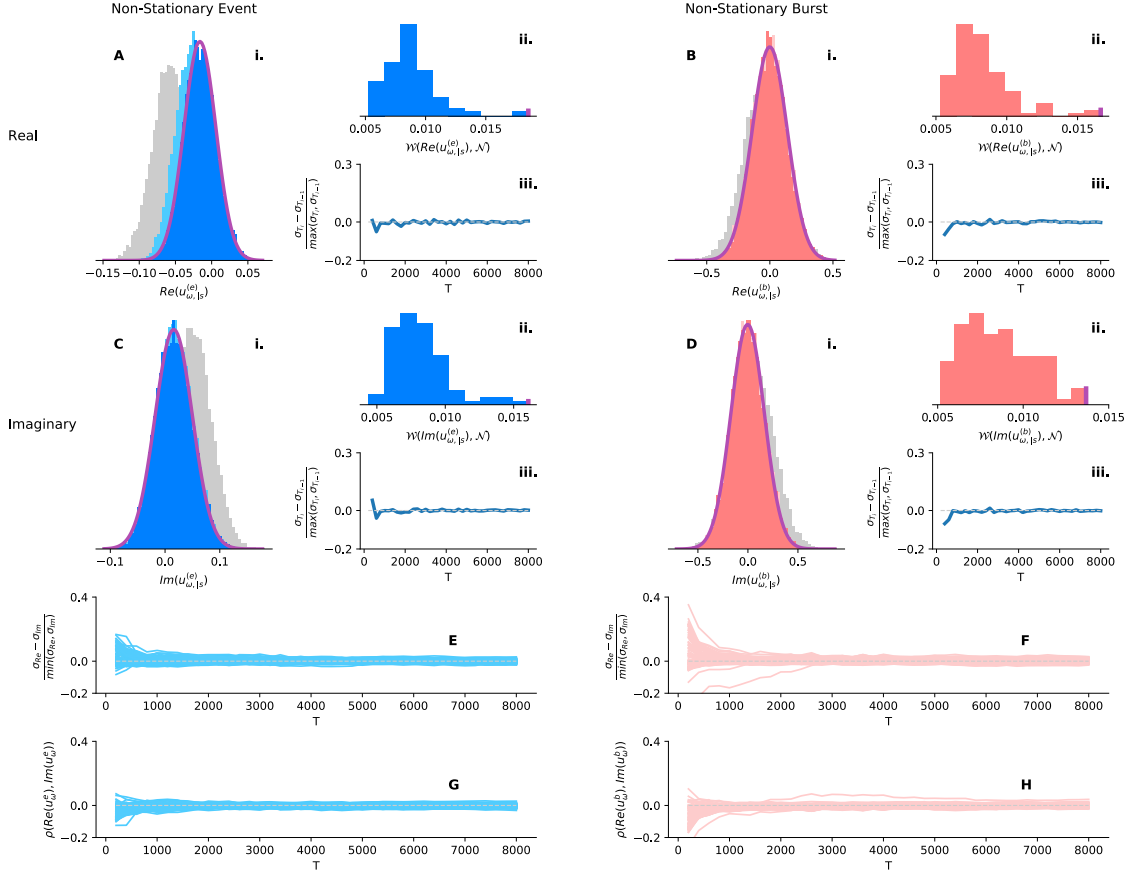 Non-Stationary Event
Non-Stationary Burst
Real
A
i.
−0.15 −0.10 −0.05 0.00 0.05
Re(u_{ω,|s}^{(e)})
ii.
0.005 0.010 0.015
𝒲(Re(u_{ω,|s}^{(e)}), 𝒩)
iii.
0.3
0.0
−0.2
(σ_{T_i} − σ_{T_{i−1}}) / max(σ_{T_i}, σ_{T_{i−1}})
0 2000 4000 6000 8000
T
B
i.
−0.5 0.0 0.5
Re(u_{ω,|s}^{(b)})
ii.
0.005 0.010 0.015
𝒲(Re(u_{ω,|s}^{(b)}), 𝒩)
iii.
0.3
0.0
−0.2
(σ_{T_i} − σ_{T_{i−1}}) / max(σ_{T_i}, σ_{T_{i−1}})
0 2000 4000 6000 8000
T
Imaginary
C
i.
−0.1 0.0 0.1
Im(u_{ω,|s}^{(e)})
ii.
0.005 0.010 0.015
𝒲(Im(u_{ω,|s}^{(e)}), 𝒩)
iii.
0.3
0.0
−0.2
(σ_{T_i} − σ_{T_{i−1}}) / max(σ_{T_i}, σ_{T_{i−1}})
0 2000 4000 6000 8000
T
D
i.
−0.5 0.0 0.5
Im(u_{ω,|s}^{(b)})
ii.
0.005 0.010 0.015
𝒲(Im(u_{ω,|s}^{(b)}), 𝒩)
iii.
0.3
0.0
−0.2
(σ_{T_i} − σ_{T_{i−1}}) / max(σ_{T_i}, σ_{T_{i−1}})
0 2000 4000 6000 8000
T
E
0.4
0.0
−0.2
(σ_{Re} − σ_{Im}) / min(σ_{Re}, σ_{Im})
0 1000 2000 3000 4000 5000 6000 7000 8000
T
F
0.4
0.0
−0.2
(σ_{Re} − σ_{Im}) / min(σ_{Re}, σ_{Im})
0 1000 2000 3000 4000 5000 6000 7000 8000
T
G
0.4
0.0
−0.2
ρ(Re(u_ω^e), Im(u_ω^e))
0 1000 2000 3000 4000 5000 6000 7000 8000
T
H
0.4
0.0
−0.2
ρ(Re(u_ω^b), Im(u_ω^b))
0 1000 2000 3000 4000 5000 6000 7000 8000
T